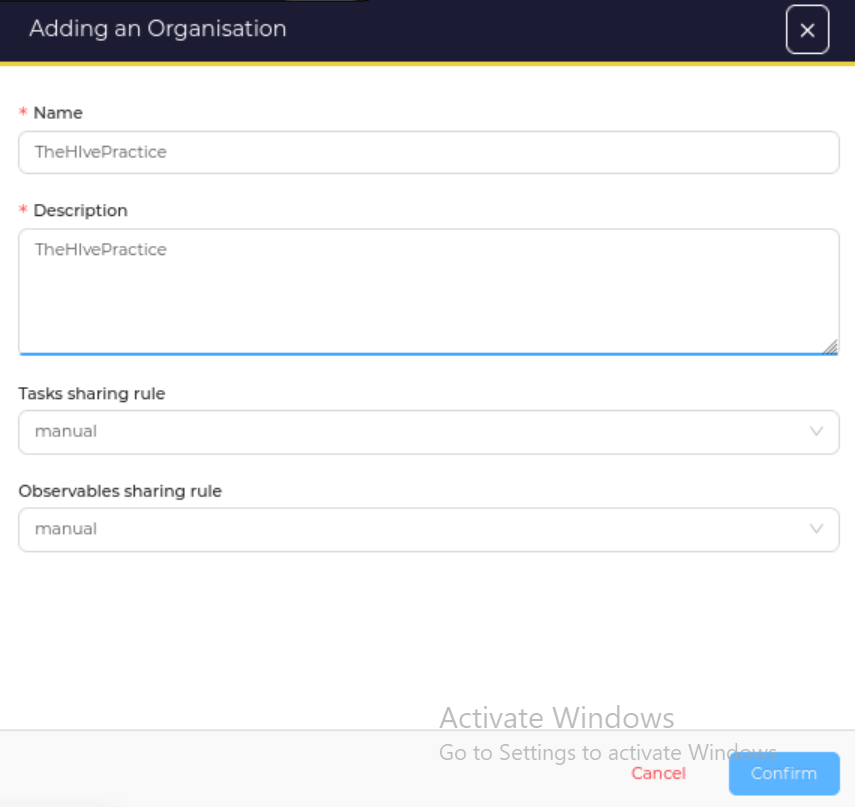 Adding an Organisation
* Name
TheHIvePractice
* Description
TheHIvePractice
Tasks sharing rule
manual
Observables sharing rule
manual
Activate Windows
Go to Settings to activate Windows.
Cancel
Confirm